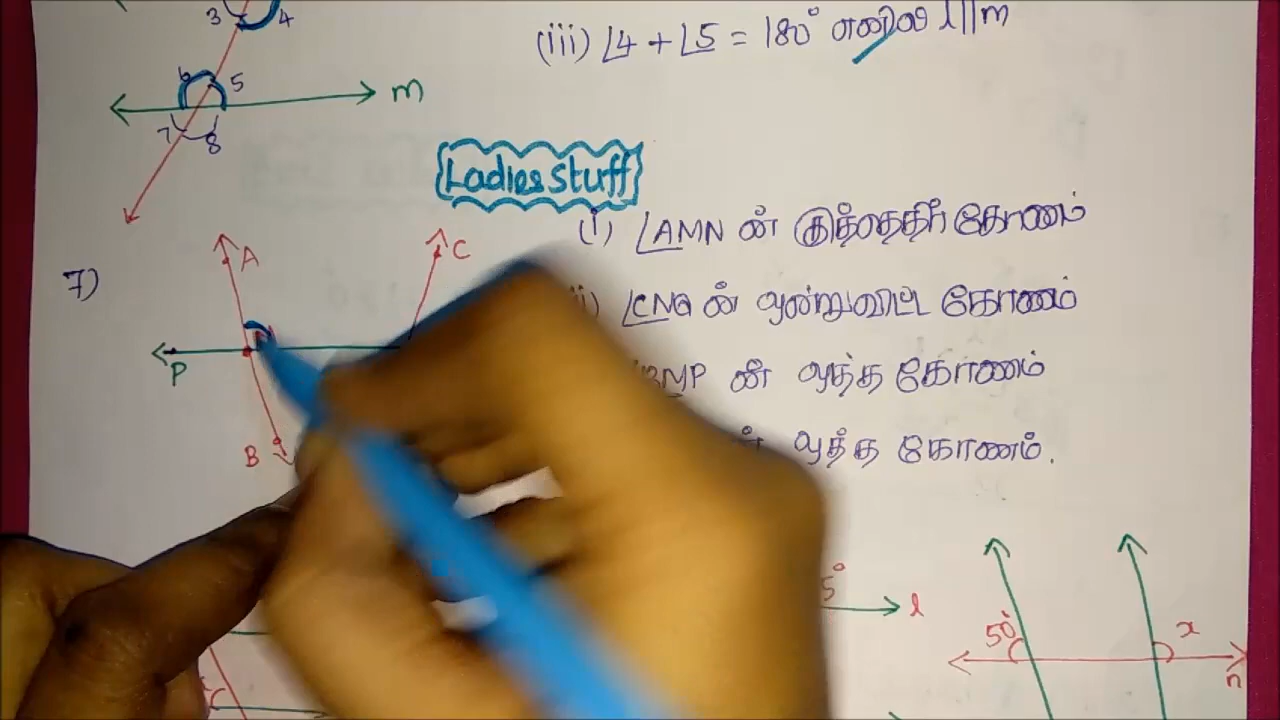 3 4
(iii) ∠4 + ∠5 = 180° எனில் l||m
6 5
m
7 8
Ladies Stuff
7)
A
C
P
B
(i) ∠AMN ன் குத்தெதிர் கோணம்
∠CNQ ன் ஒன்றுவிட்ட கோணம்
BMP ன் ஒத்த கோணம்
ன் ஒத்த கோணம்.
5° l
50° x
n